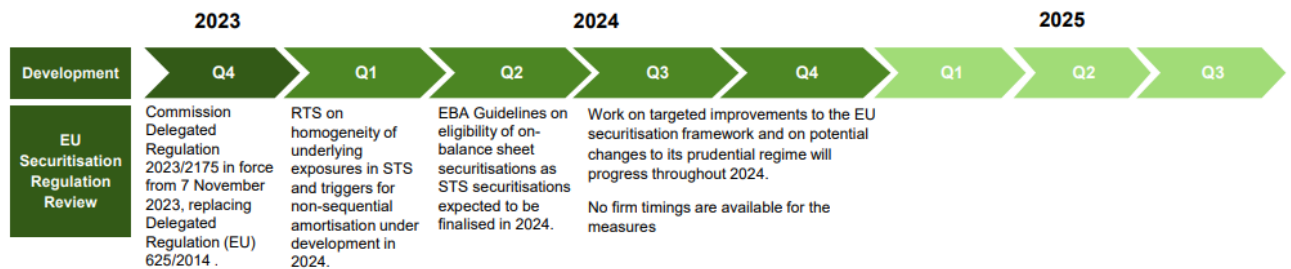 2023
2024
2025
Development
Q4
Q1
Q2
Q3
Q4
Q1
Q2
Q3
EU
Securitisation
Regulation
Review
Commission
Delegated
Regulation
2023/2175 in force
from 7 November
2023, replacing
Delegated
Regulation (EU)
625/2014 .
RTS on
homogeneity of
underlying
exposures in STS
and triggers for
non-sequential
amortisation under
development in
2024.
EBA Guidelines on
eligibility of on-
balance sheet
securitisations as
STS securitisations
expected to be
finalised in 2024.
Work on targeted improvements to the EU
securitisation framework and on potential
changes to its prudential regime will
progress throughout 2024.
No firm timings are available for the
measures